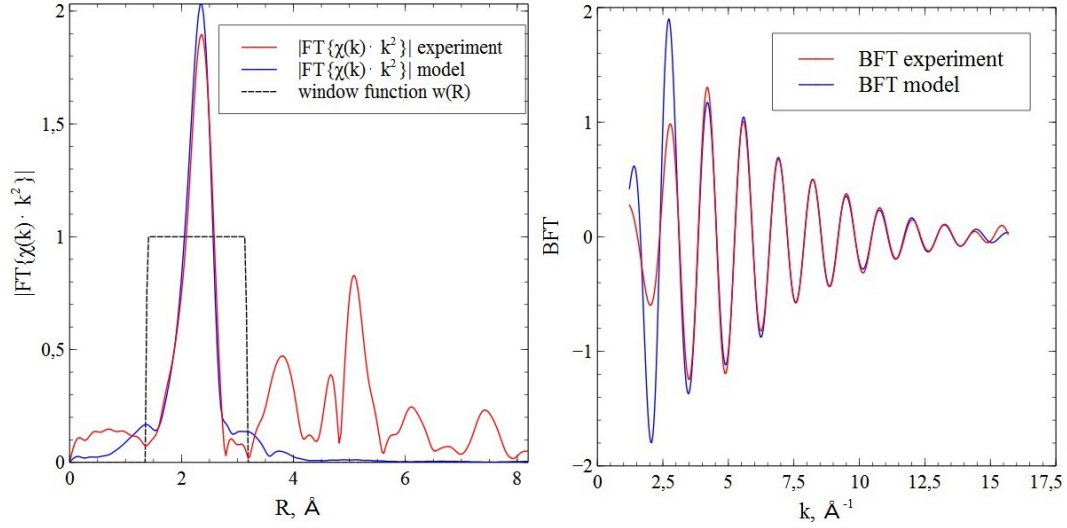 |FT{χ(k)· k²}| experiment
|FT{χ(k)· k²}| model
window function w(R)
|FT{χ(k)· k²}|
2
1,5
1
0,5
0
0 2 4 6 8
R, Å
BFT experiment
BFT model
BFT
2
1
0
−1
−2
0 2,5 5 7,5 10 12,5 15 17,5
k, Å⁻¹